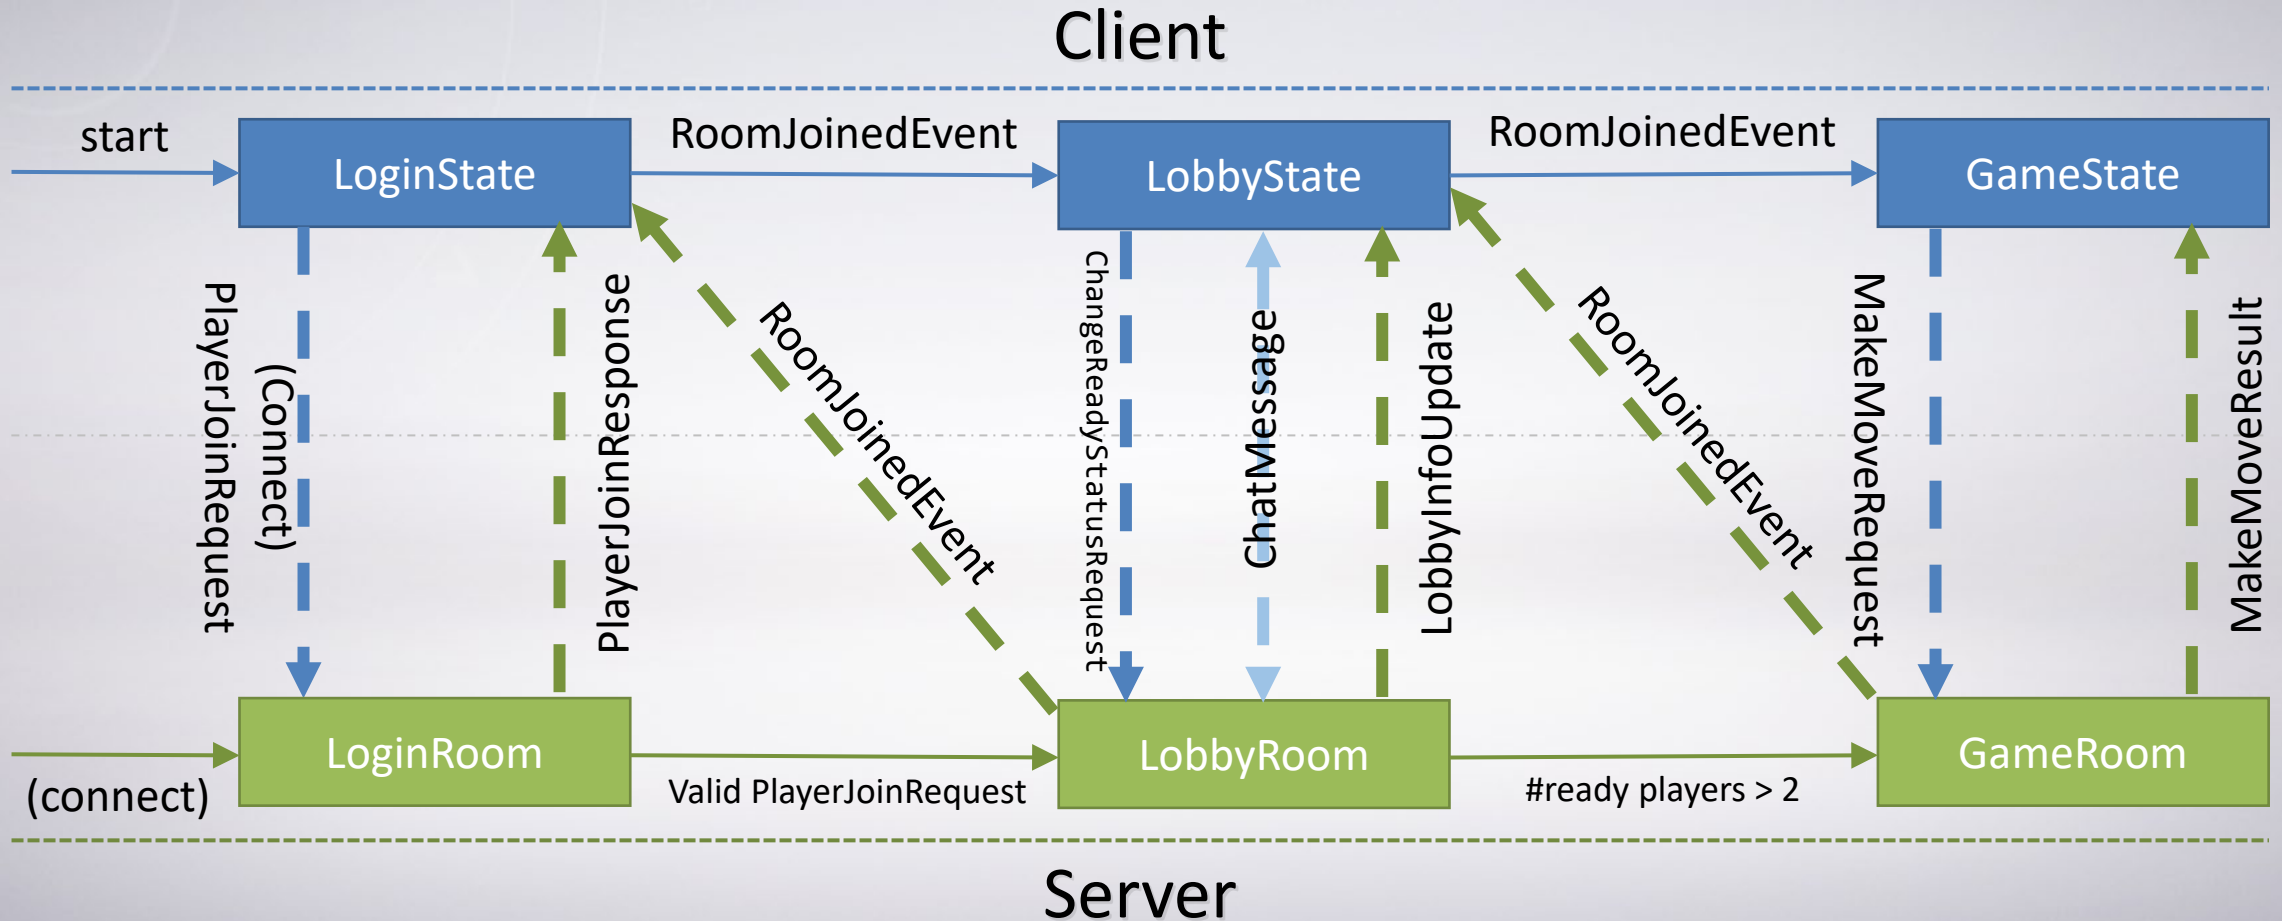 Client
start
LoginState
RoomJoinedEvent
LobbyState
RoomJoinedEvent
GameState
PlayerJoinRequest
(Connect)
PlayerJoinResponse
RoomJoinedEvent
ChangeReadyStatusRequest
ChatMessage
LobbyInfoUpdate
RoomJoinedEvent
MakeMoveRequest
MakeMoveResult
(connect)
LoginRoom
Valid PlayerJoinRequest
LobbyRoom
#ready players > 2
GameRoom
Server